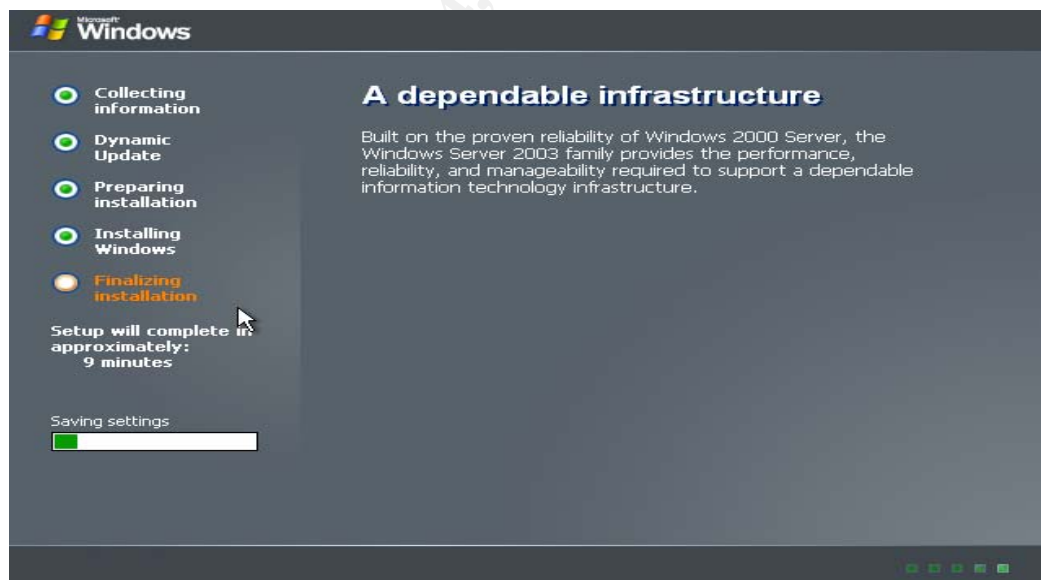 Microsoft
Windows
Collecting
information
Dynamic
Update
Preparing
installation
Installing
Windows
Finalizing
installation
Setup will complete in
approximately:
9 minutes
Saving settings
A dependable infrastructure
Built on the proven reliability of Windows 2000 Server, the
Windows Server 2003 family provides the performance,
reliability, and manageability required to support a dependable
information technology infrastructure.